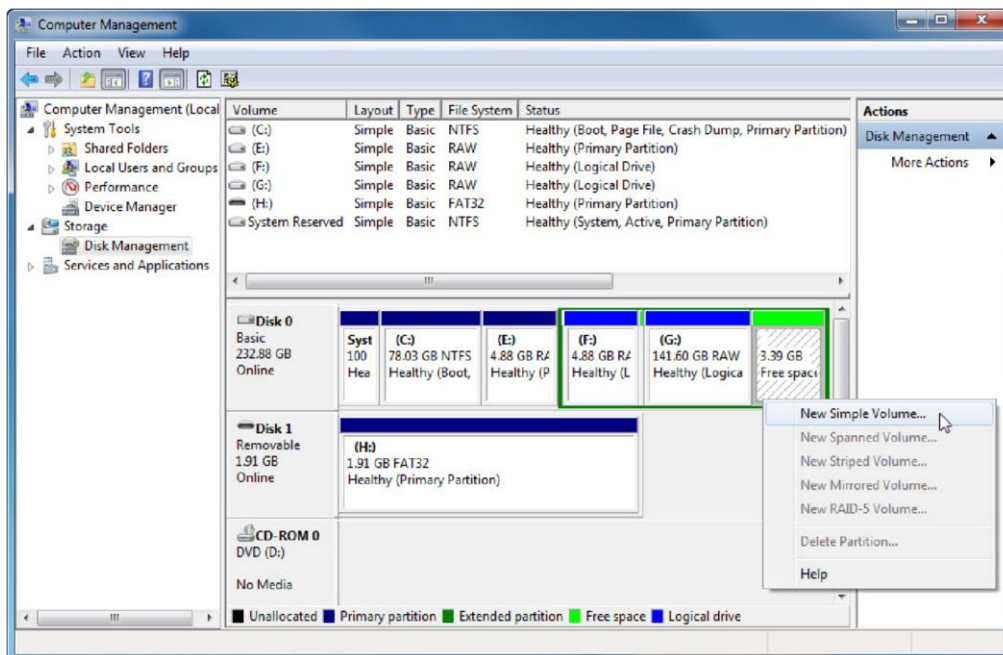 Computer Management
File Action View Help
Computer Management (Local
System Tools
Shared Folders
Local Users and Groups
Performance
Device Manager
Storage
Disk Management
Services and Applications
Volume Layout Type File System Status
(C:) Simple Basic NTFS Healthy (Boot, Page File, Crash Dump, Primary Partition)
(E:) Simple Basic RAW Healthy (Primary Partition)
(F:) Simple Basic RAW Healthy (Logical Drive)
(G:) Simple Basic RAW Healthy (Logical Drive)
(H:) Simple Basic FAT32 Healthy (Primary Partition)
System Reserved Simple Basic NTFS Healthy (System, Active, Primary Partition)
Actions
Disk Management
More Actions
Disk 0
Basic
232.88 GB
Online
Syst
100
Hea
(C:)
78.03 GB NTFS
Healthy (Boot,
(E:)
4.88 GB RA
Healthy (P
(F:)
4.88 GB RA
Healthy (L
(G:)
141.60 GB RAW
Healthy (Logica
3.39 GB
Free space
Disk 1
Removable
1.91 GB
Online
(H:)
1.91 GB FAT32
Healthy (Primary Partition)
CD-ROM 0
DVD (D:)
No Media
New Simple Volume...
New Spanned Volume...
New Striped Volume...
New Mirrored Volume...
New RAID-5 Volume...
Delete Partition...
Help
Unallocated Primary partition Extended partition Free space Logical drive